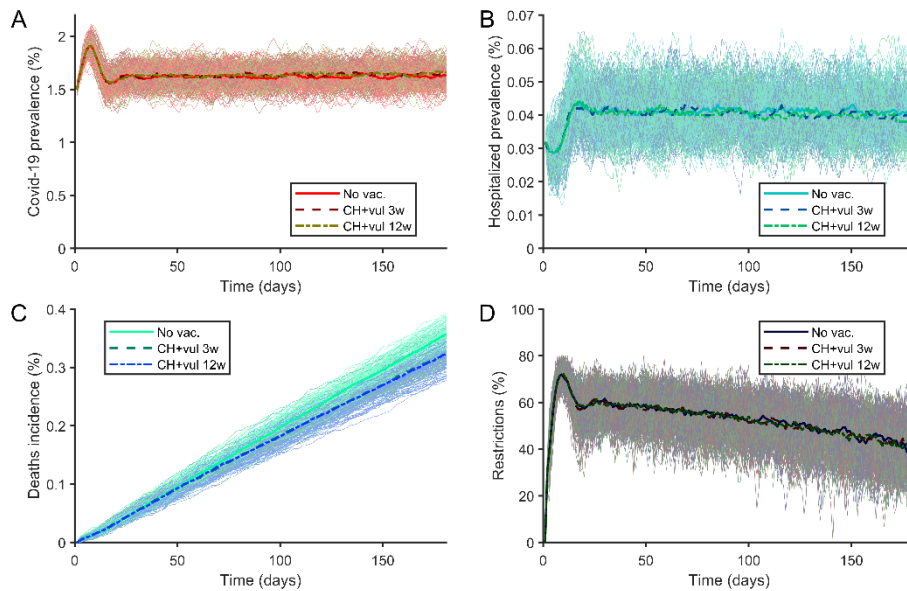 A
Covid-19 prevalence (%)
2
1.5
1
0.5
0
0
50
100
150
Time (days)
No vac.
CH+vul 3w
CH+vul 12w
B
Hospitalized prevalence (%)
0.07
0.06
0.05
0.04
0.03
0.02
0.01
0
50
100
150
Time (days)
No vac.
CH+vul 3w
CH+vul 12w
C
Deaths incidence (%)
0.4
0.3
0.2
0.1
0
0
50
100
150
Time (days)
No vac.
CH+vul 3w
CH+vul 12w
D
Restrictions (%)
100
80
60
40
20
0
0
50
100
150
Time (days)
No vac.
CH+vul 3w
CH+vul 12w